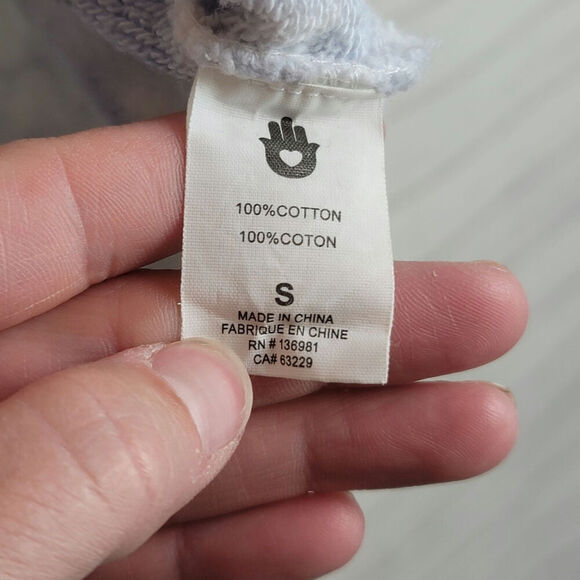 100%COTTON
100%COTON
S
MADE IN CHINA
FABRIQUE EN CHINE
RN # 136981
CA# 63229